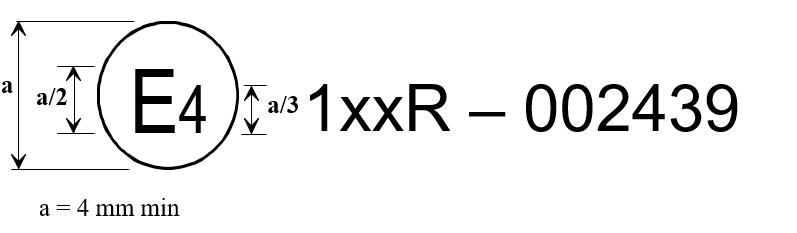 a a/2 E4 a/3 1xxR – 002439
a = 4 mm min